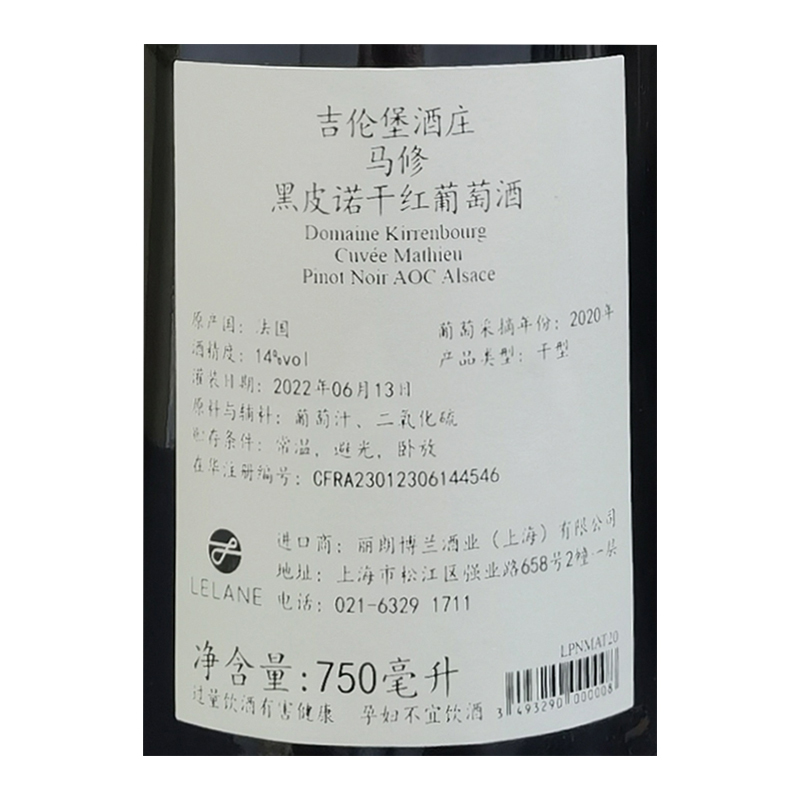 吉伦堡酒庄
马修
黑皮诺干红葡萄酒
Domaine Kirrenbourg
Cuvée Mathieu
Pinot Noir AOC Alsace
原产国：法国
葡萄采摘年份：2020年
酒精度：14%vol
产品类型：干型
灌装日期：2022年06月13日
原料与辅料：葡萄汁、二氧化硫
贮存条件：常温，避光，卧放
在华注册编号：CFRA23012306144546
LELANE
进口商：丽朗博兰酒业（上海）有限公司
地址：上海市松江区强业路658号2幢一层
电话：021-6329 1711
净含量:750毫升
LPNMAT20
过量饮酒有害健康 孕妇不宜饮酒
3 493290 000008